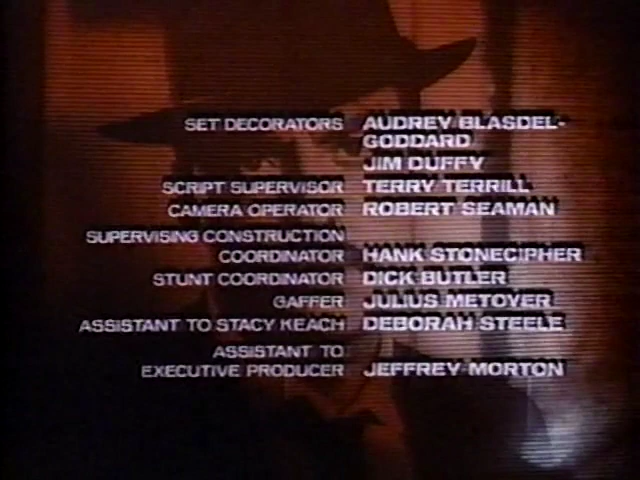 SET DECORATORS AUDREY BLASDEL-
GODDARD
JIM DUFFY
SCRIPT SUPERVISOR TERRY TERRILL
CAMERA OPERATOR ROBERT SEAMAN
SUPERVISING CONSTRUCTION
COORDINATOR HANK STONECIPHER
STUNT COORDINATOR DICK BUTLER
GAFFER JULIUS METOYER
ASSISTANT TO STACY KEACH DEBORAH STEELE
ASSISTANT TO
EXECUTIVE PRODUCER JEFFREY MORTON